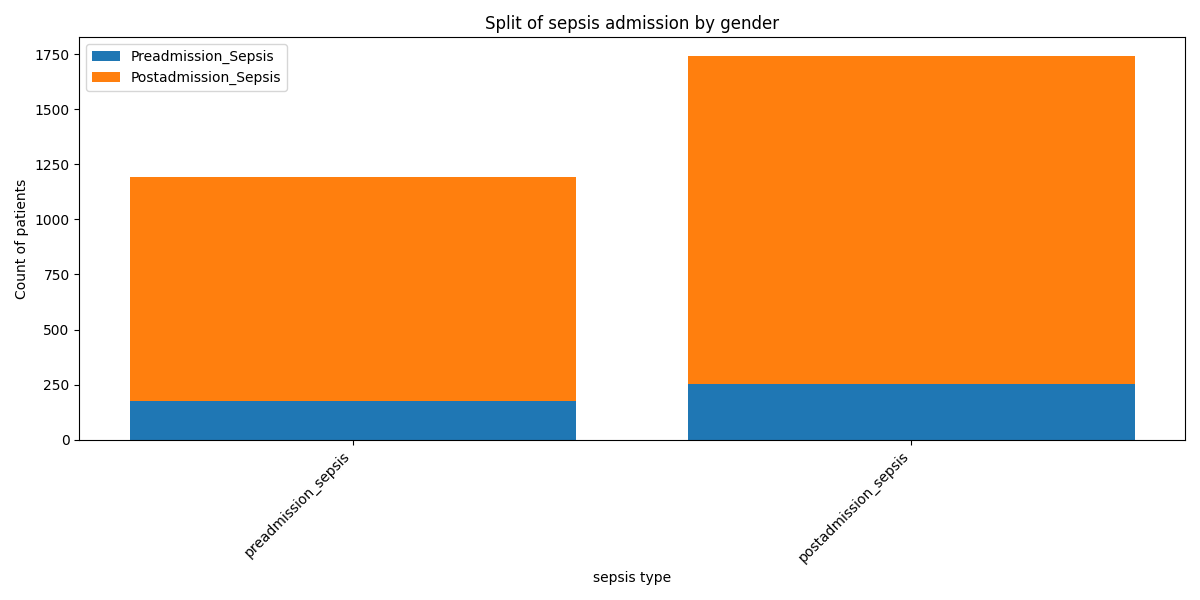 Split of sepsis admission by gender
Preadmission_Sepsis
Postadmission_Sepsis
Count of patients
1750
1500
1250
1000
750
500
250
0
preadmission_sepsis
postadmission_sepsis
sepsis type